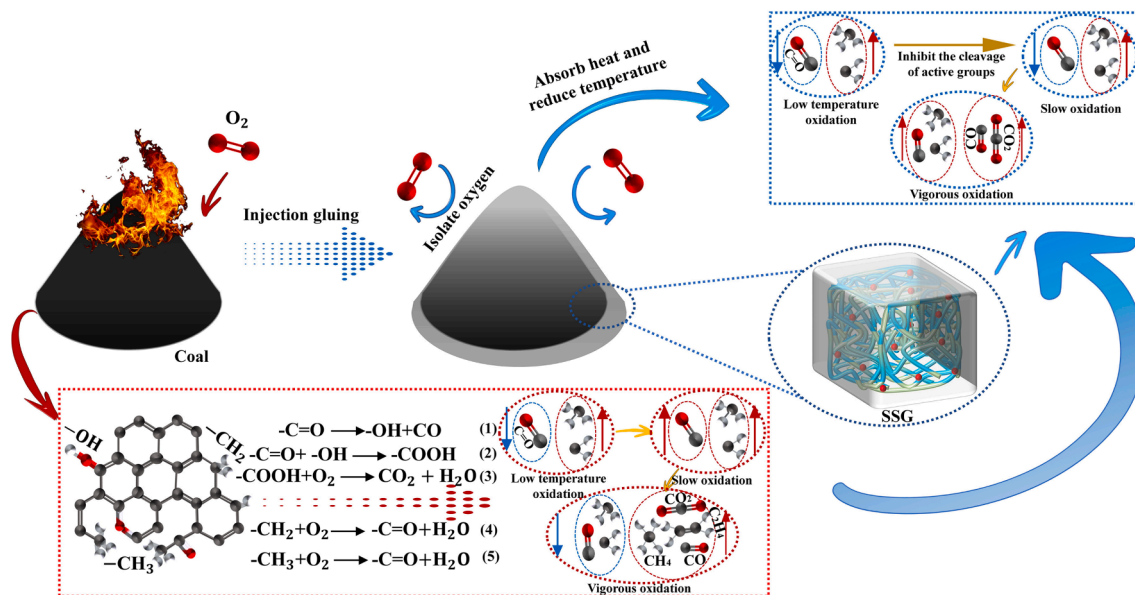 O₂
Injection gluing
Coal
Isolate oxygen
Absorb heat and
reduce temperature
Inhibit the cleavage
of active groups
Low temperature
oxidation
Slow oxidation
CO
CO₂
Vigorous oxidation
SSG
-OH
-CH₂
-CH₃
-C=O→-OH+CO (1)
-C=O+ -OH→-COOH (2)
-COOH+O₂→CO₂ + H₂O (3)
-CH₂+O₂→-C=O+H₂O (4)
-CH₃+O₂→-C=O+H₂O (5)
Low temperature
oxidation
Slow oxidation
CO₂
C₂H₄
CH₄
CO
Vigorous oxidation